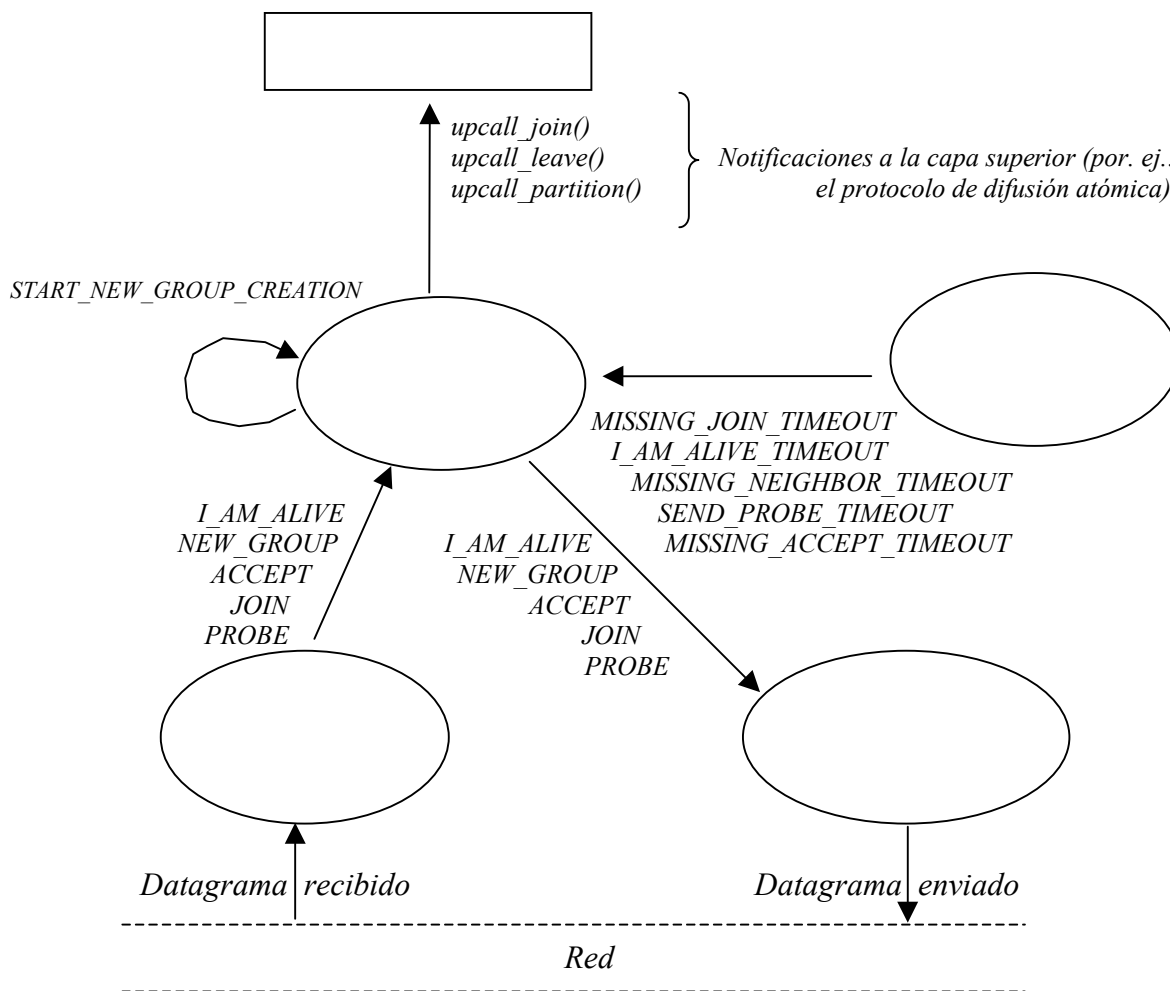 upcall_join()
upcall_leave()
upcall_partition()
Notificaciones a la capa superior (por. ej.:
el protocolo de difusión atómica)
START_NEW_GROUP_CREATION
MISSING_JOIN_TIMEOUT
I_AM_ALIVE_TIMEOUT
MISSING_NEIGHBOR_TIMEOUT
SEND_PROBE_TIMEOUT
MISSING_ACCEPT_TIMEOUT
I_AM_ALIVE
NEW_GROUP
ACCEPT
JOIN
PROBE
I_AM_ALIVE
NEW_GROUP
ACCEPT
JOIN
PROBE
Datagrama recibido
Datagrama enviado
Red